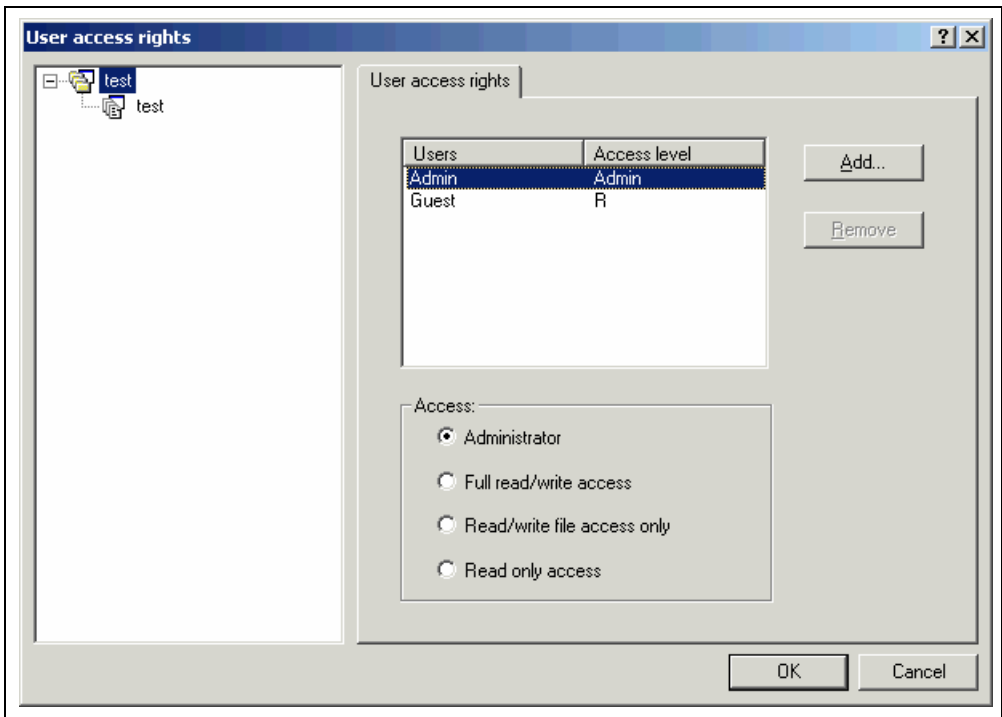 User access rights
test
test
User access rights
Users Access level
Admin Admin
Guest R
Add...
Remove
Access:
Administrator
Full read/write access
Read/write file access only
Read only access
OK Cancel